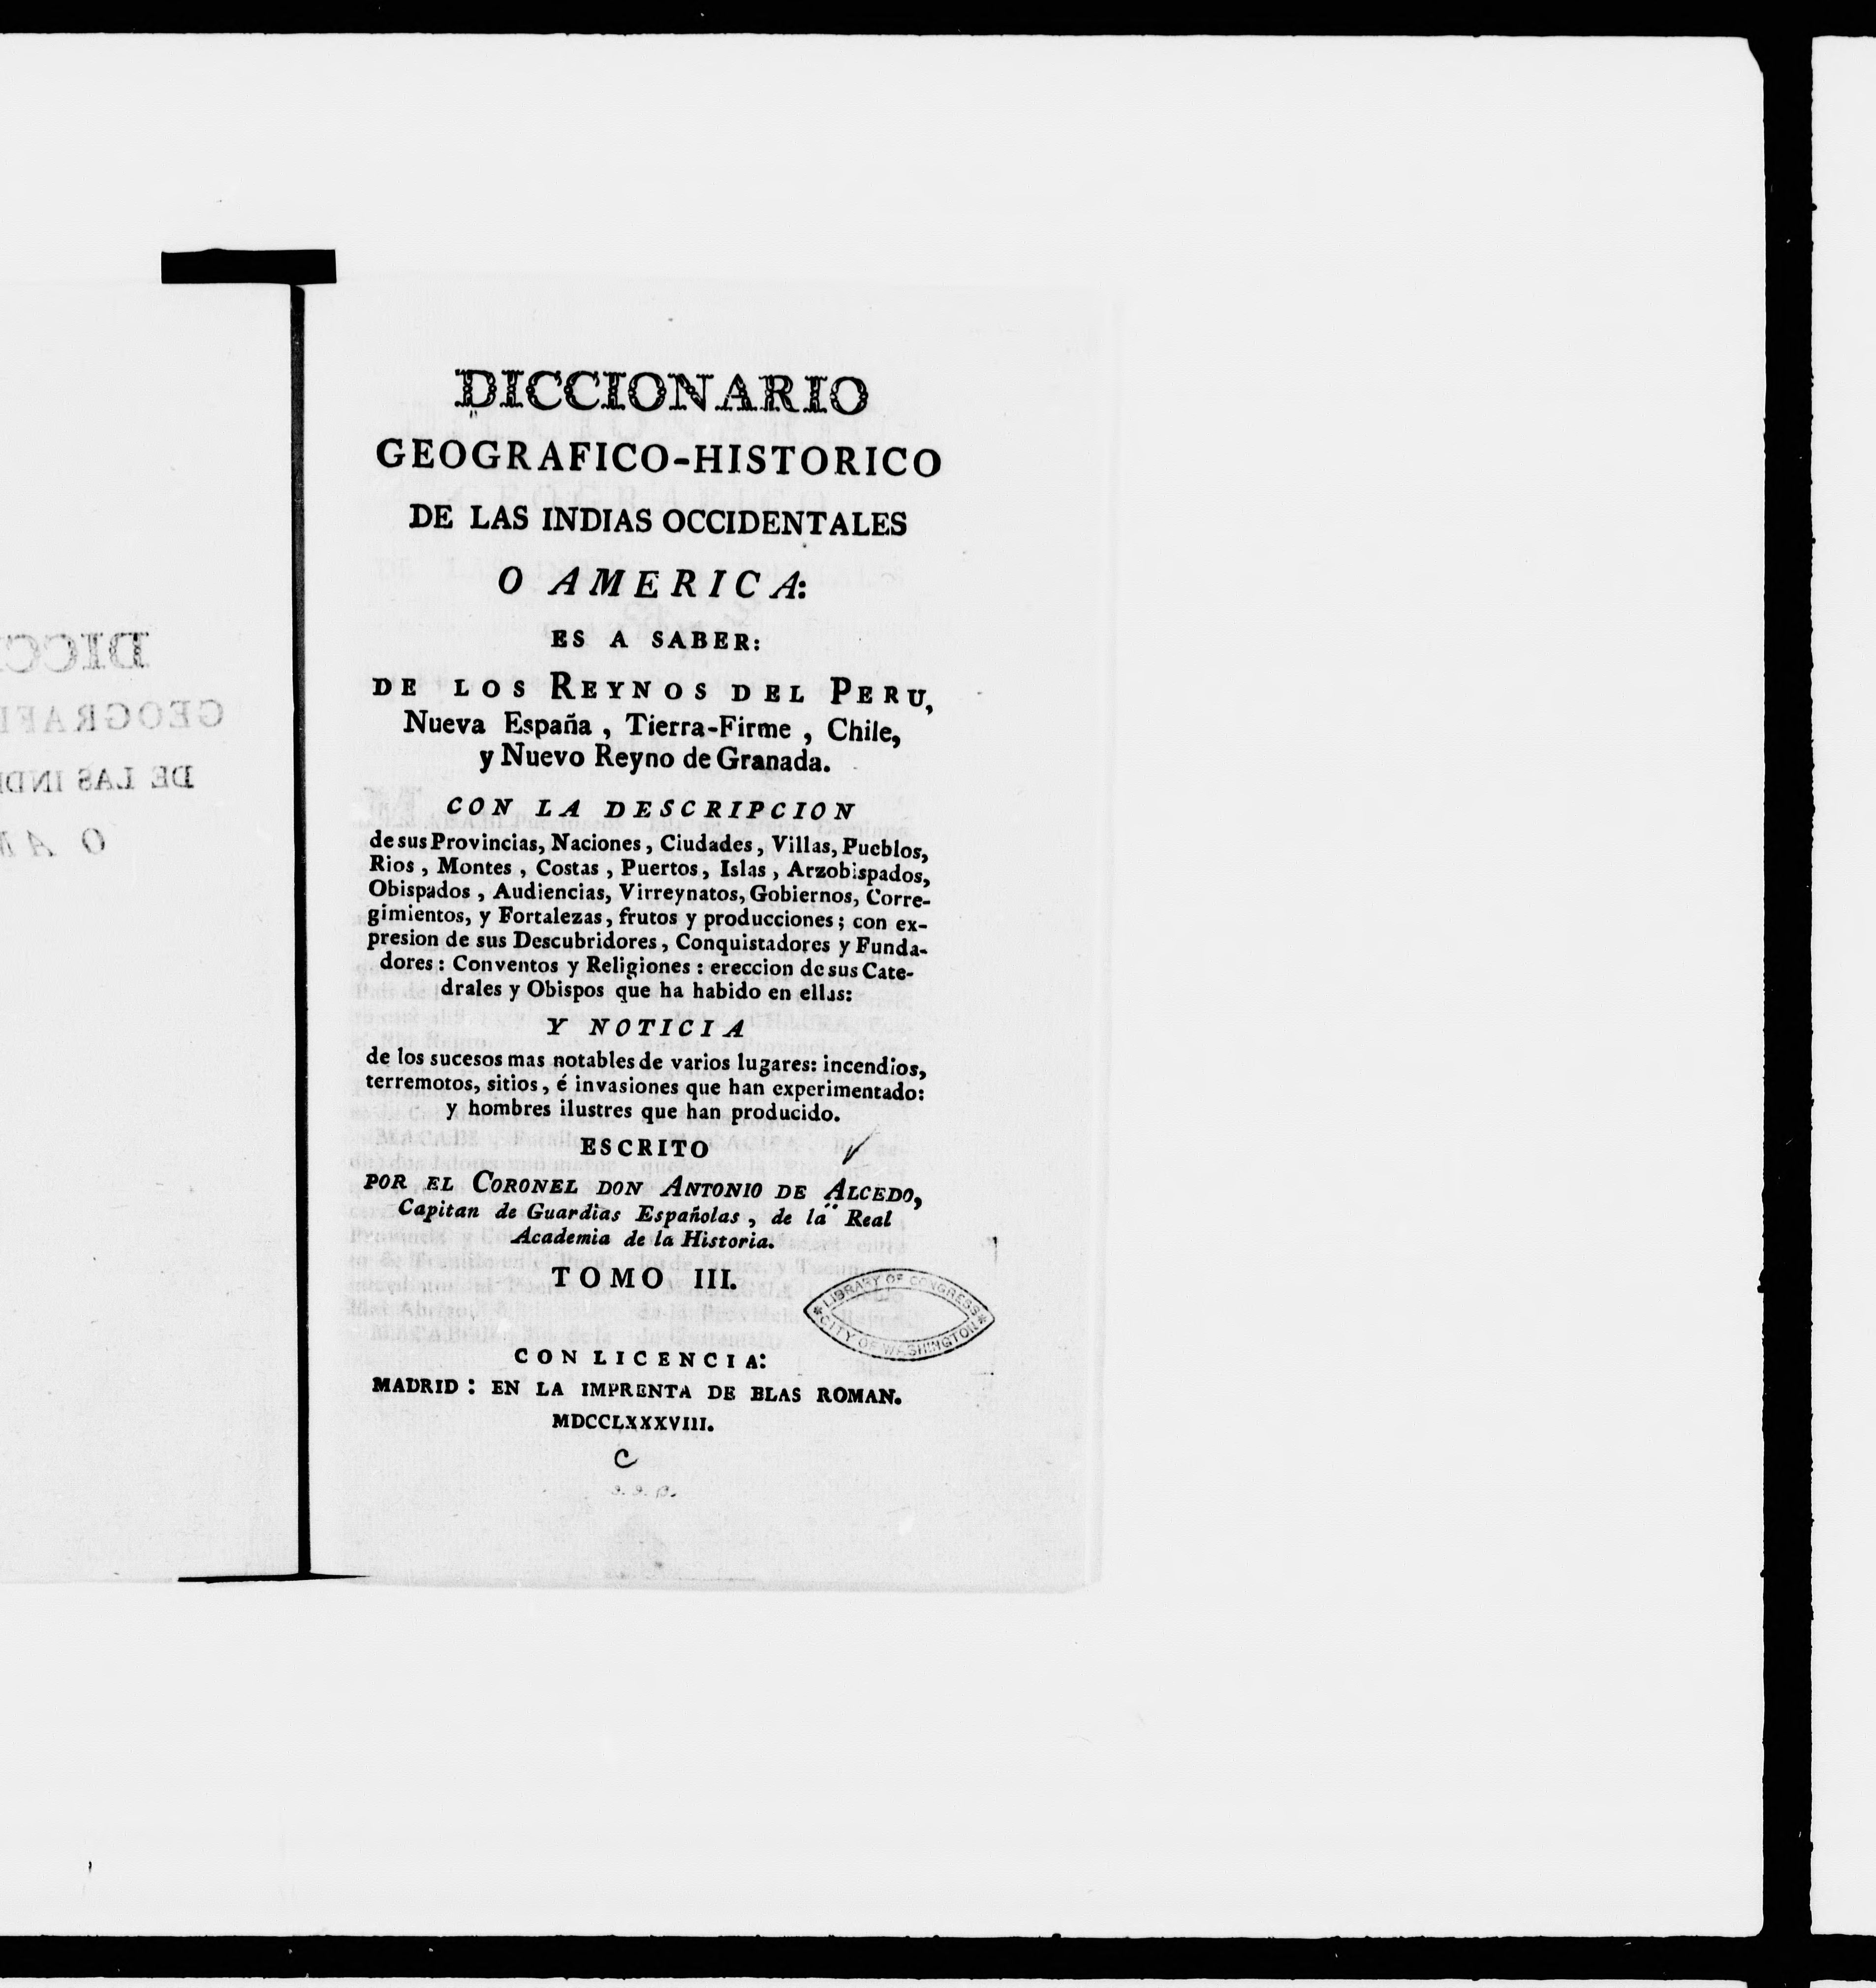 DICCIONARIO
GEOGRAFICO-HISTORICO
DE LAS INDIAS OCCIDENTALES
O AMERICA:
ES A SABER:
DE LOS REYNOS DEL PERU,
Nueva España, Tierra-Firme, Chile,
y Nuevo Reyno de Granada.
CON LA DESCRIPCION
de sus Provincias, Naciones, Ciudades, Villas, Pueblos,
Rios, Montes, Costas, Puertos, Islas, Arzobispados,
Obispados, Audiencias, Virreynatos, Gobiernos, Corre-
gimientos, y Fortalezas, frutos y producciones; con ex-
presion de sus Descubridores, Conquistadores y Funda-
dores: Conventos y Religiones: ereccion de sus Cate-
drales y Obispos que ha habido en ellas:
Y NOTICIA
de los sucesos mas notables de varios lugares: incendios,
terremotos, sitios, é invasiones que han experimentado:
y hombres ilustres que han producido.
ESCRITO
POR EL CORONEL DON ANTONIO DE ALCEDO,
Capitan de Guardias Españolas, de la Real
Academia de la Historia.
TOMO III.
LIBRARY OF CONGRESS
CITY OF WASHINGTON
CON LICENCIA:
MADRID: EN LA IMPRENTA DE BLAS ROMAN.
MDCCLXXXVIII.
C